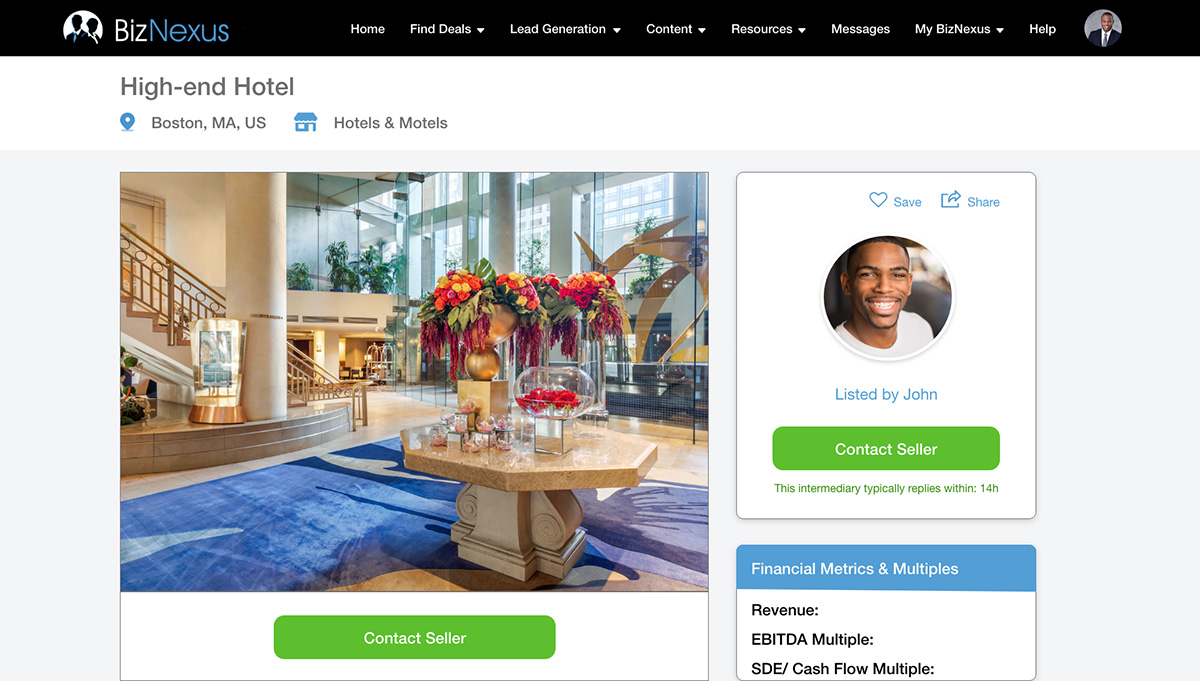 BizNexus
Home Find Deals Lead Generation Content Resources Messages My BizNexus Help
High-end Hotel
Boston, MA, US Hotels & Motels
Save Share
Listed by John
Contact Seller
This intermediary typically replies within: 14h
Financial Metrics & Multiples
Revenue:
EBITDA Multiple:
SDE/ Cash Flow Multiple:
Contact Seller